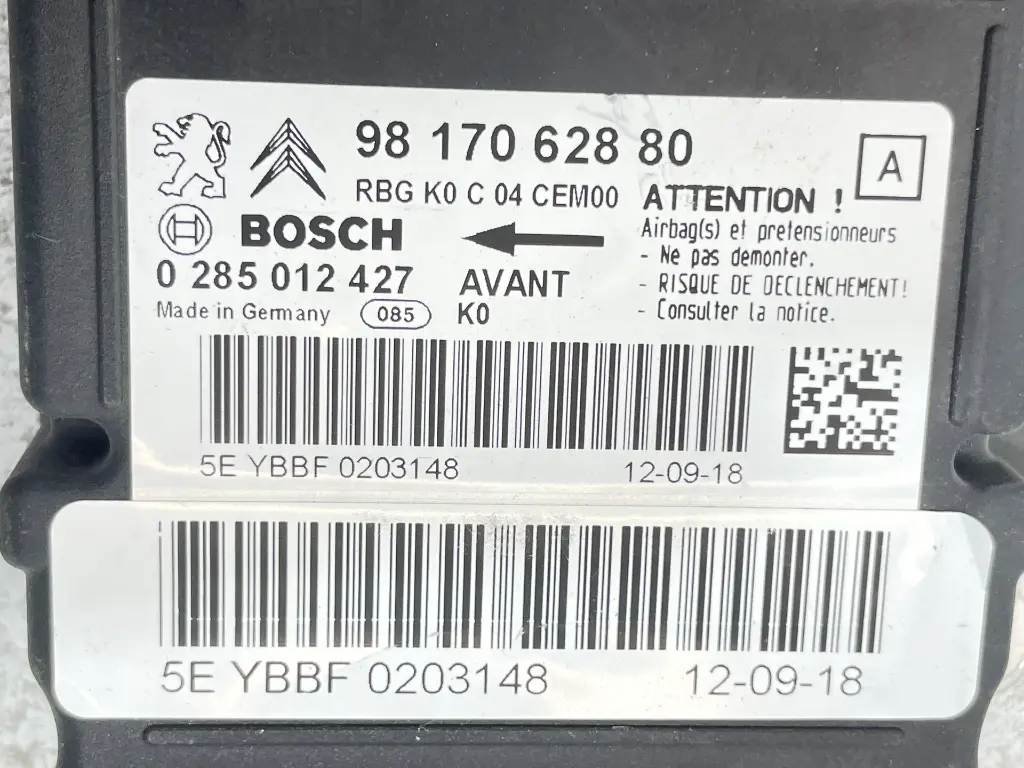 98 170 628 80
A
RBG K0 C 04 CEM00
ATTENTION !
BOSCH
Airbag(s) et pretensionneurs
- Ne pas demonter.
0 285 012 427 AVANT
- RISQUE DE DECLENCHEMENT!
Made in Germany 085 K0
- Consulter la notice.
5E YBBF 0203148 12-09-18
5E YBBF 0203148 12-09-18